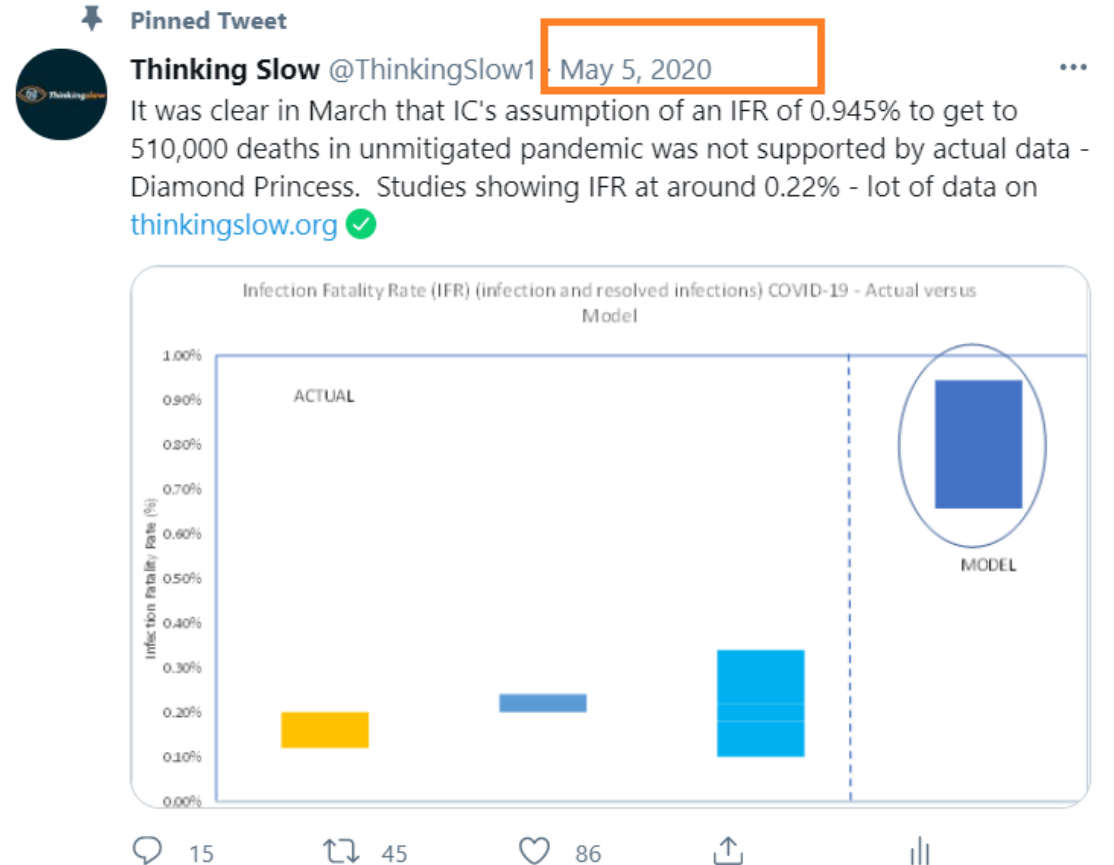 Pinned Tweet
Thinking Slow @ThinkingSlow1 · May 5, 2020
It was clear in March that IC's assumption of an IFR of 0.945% to get to
510,000 deaths in unmitigated pandemic was not supported by actual data -
Diamond Princess. Studies showing IFR at around 0.22% - lot of data on
thinkingslow.org
Thinkingslow
Infection Fatality Rate (IFR) (infection and resolved infections) COVID-19 - Actual versus
Model
1.00%
0.90%
0.80%
0.70%
0.60%
0.50%
0.40%
0.30%
0.20%
0.10%
0.00%
Infection Fatality Rate (%)
ACTUAL
MODEL
15
45
86